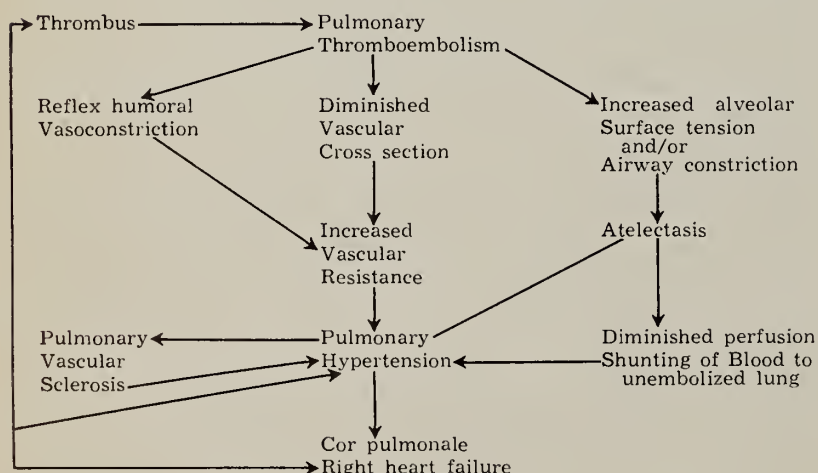 Thrombus
Pulmonary
Thromboembolism
Reflex humoral
Vasoconstriction
Diminished
Vascular
Cross section
Increased alveolar
Surface tension
and/or
Airway constriction
Increased
Vascular
Resistance
Atelectasis
Pulmonary
Vascular
Sclerosis
Pulmonary
Hypertension
Diminished perfusion
Shunting of Blood to
unembolized lung
Cor pulmonale
Right heart failure